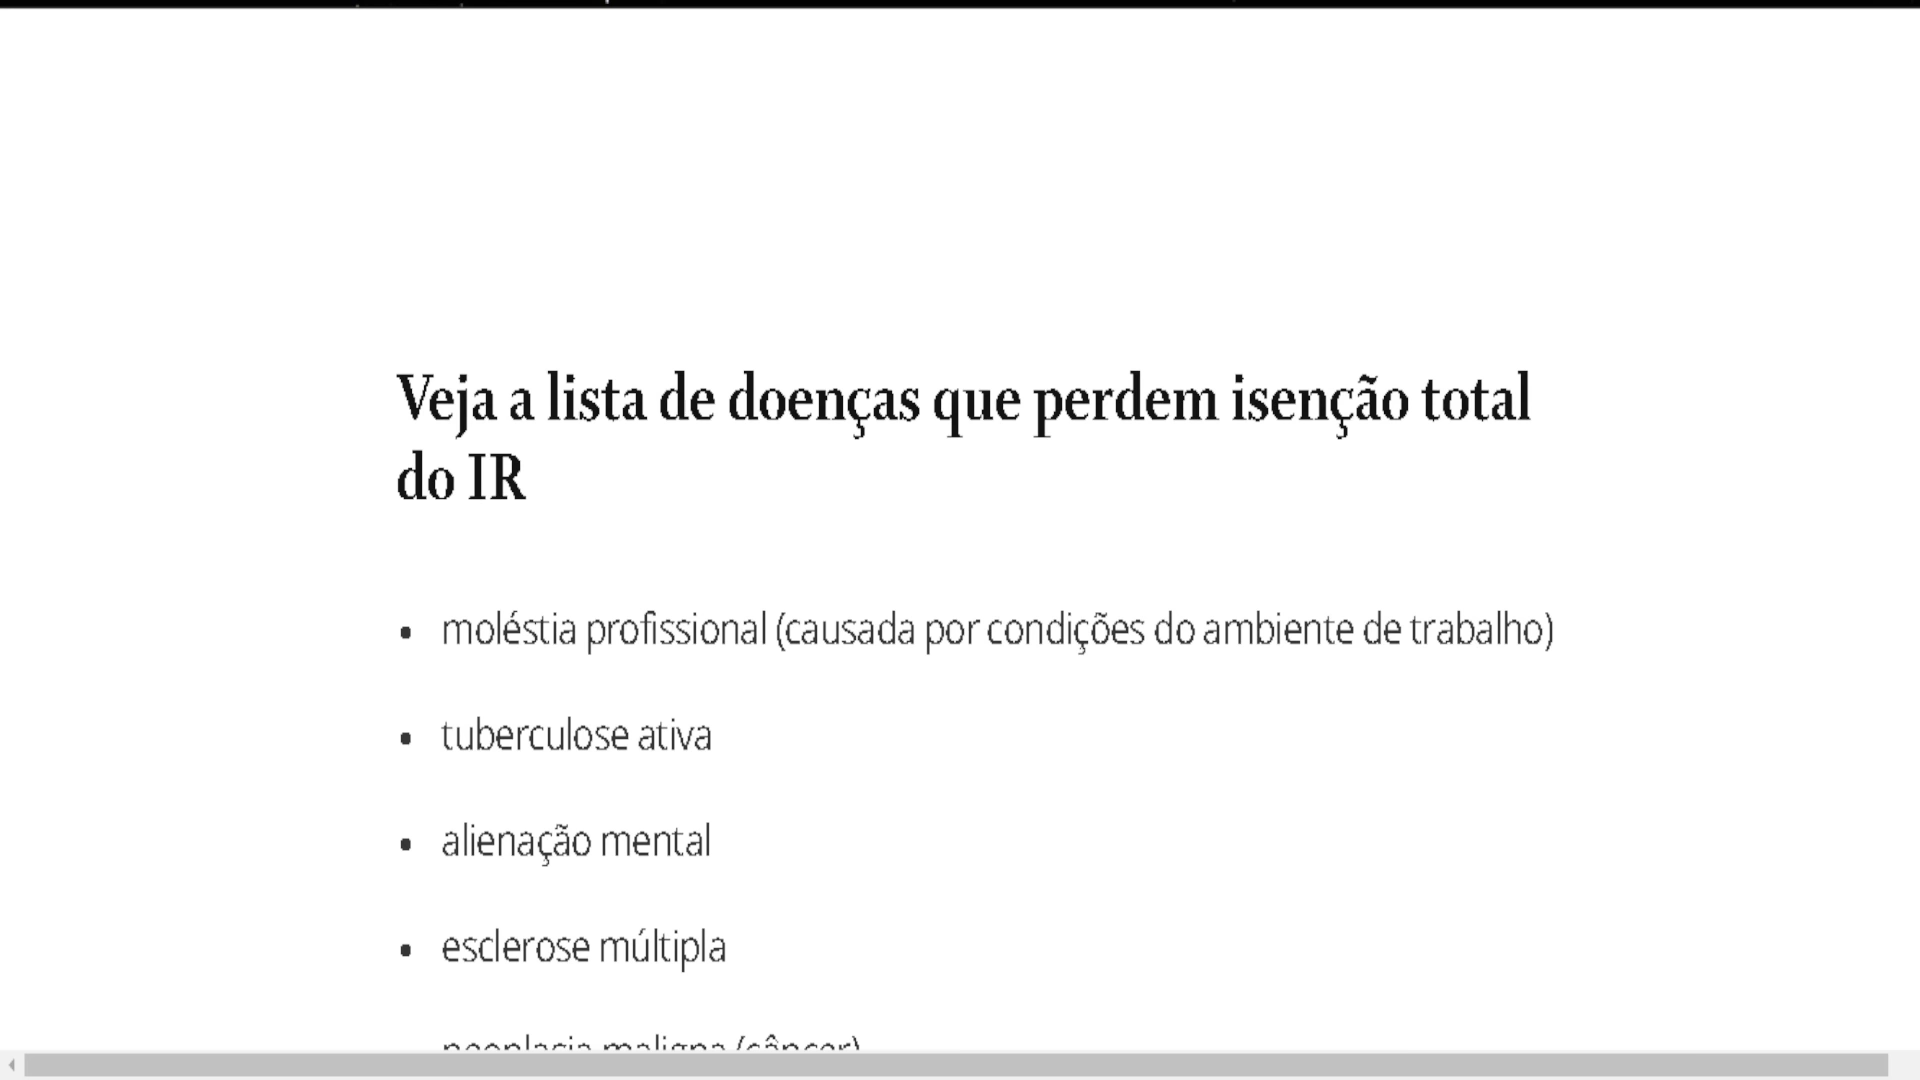 Veja a lista de doenças que perdem isenção total
do IR
• moléstia profissional (causada por condições do ambiente de trabalho)
• tuberculose ativa
• alienação mental
• esclerose múltipla
neoplasia maligna (câncer)